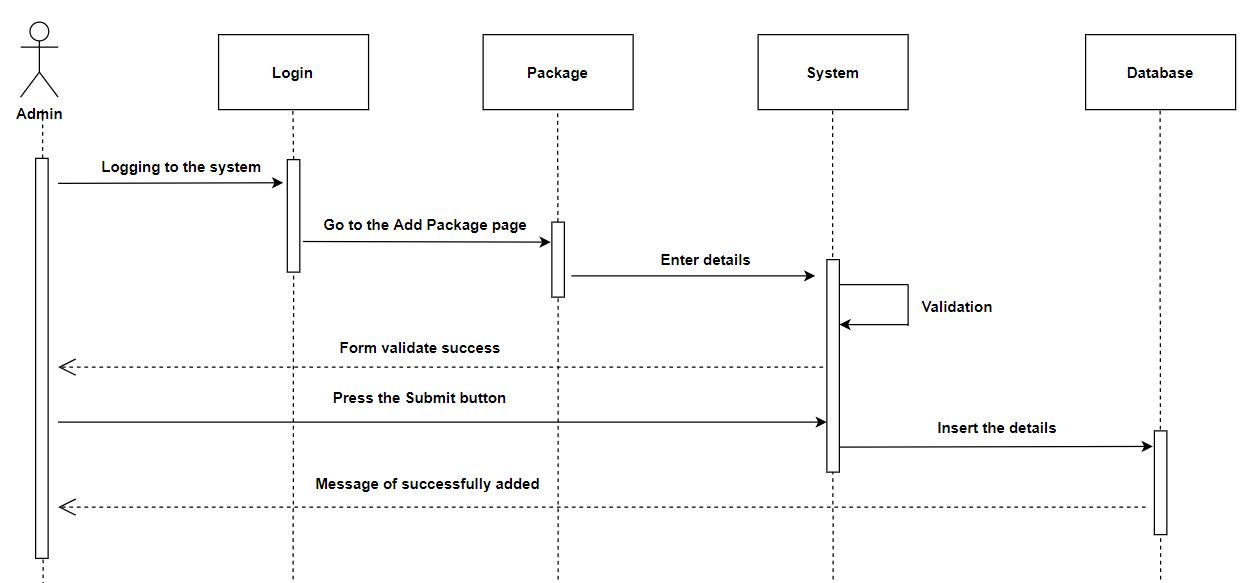 Admin
Login
Package
System
Database
Logging to the system
Go to the Add Package page
Enter details
Validation
Form validate success
Press the Submit button
Insert the details
Message of successfully added